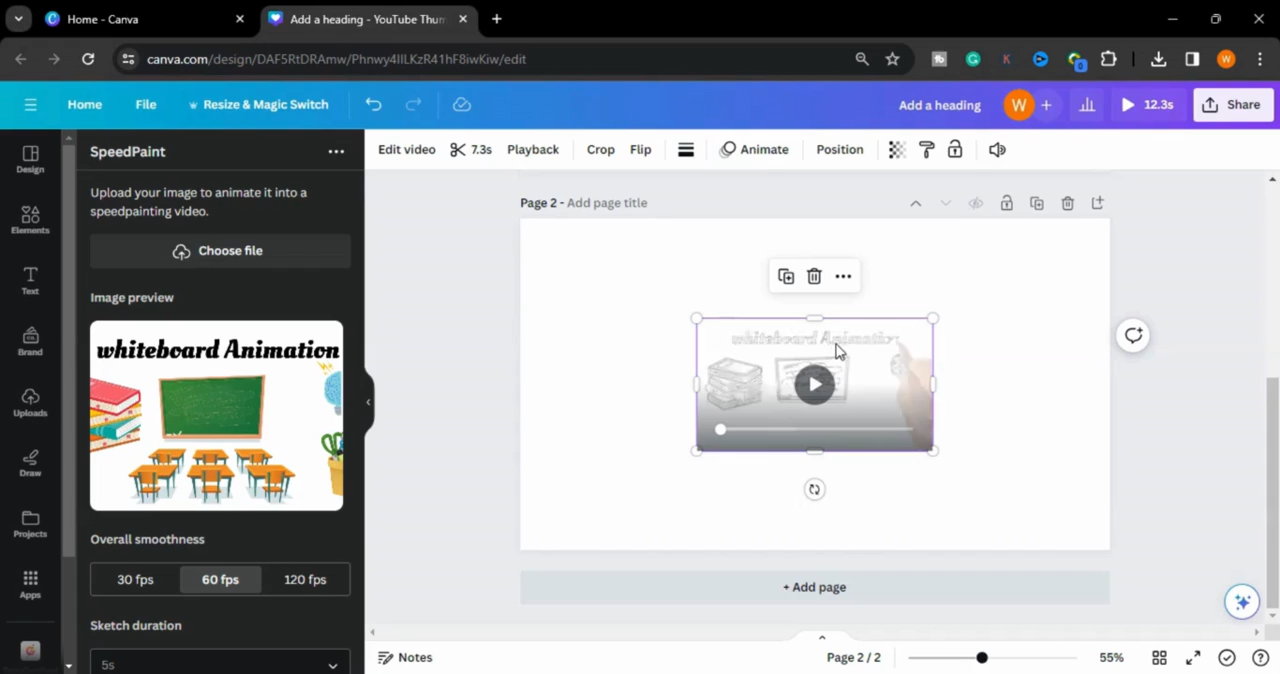 Home - Canva
Add a heading - YouTube Thum
canva.com/design/DAF5RtDRAmw/Phnwy4IlLKzR41hF8iwKiw/edit
K
0
W
Home
File
Resize & Magic Switch
Add a heading
W
12.3s
Share
Design
Elements
Text
Brand
Uploads
Draw
Projects
Apps
SpeedPaint
Upload your image to animate it into a
speedpainting video.
Choose file
Image preview
whiteboard Animation
Overall smoothness
30 fps
60 fps
120 fps
Sketch duration
5s
Edit video
7.3s
Playback
Crop
Flip
Animate
Position
Page 2 - Add page title
whiteboard Animation
+ Add page
Notes
Page 2 / 2
55%